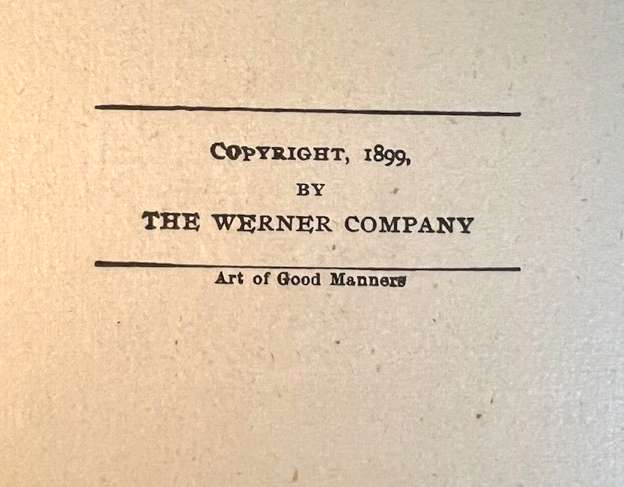 COPYRIGHT, 1899,
BY
THE WERNER COMPANY
Art of Good Manners